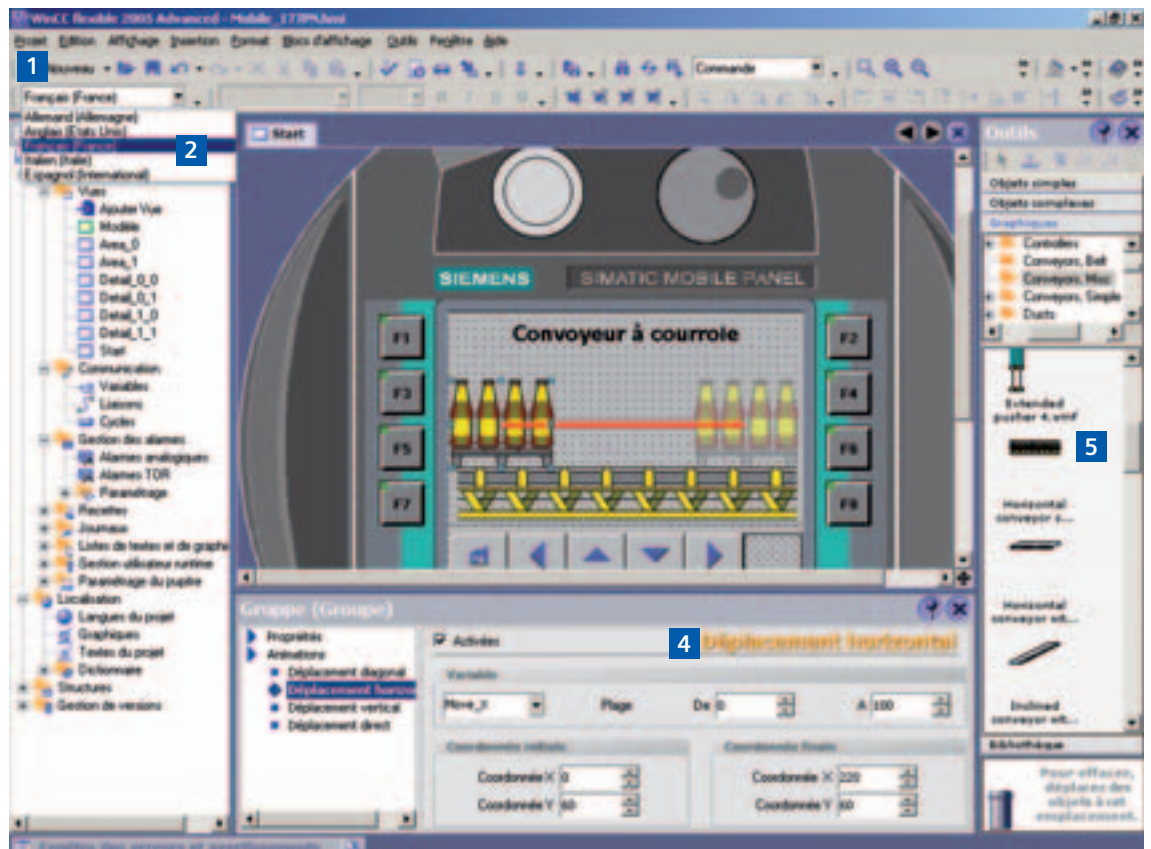 WinCC flexible 2005 Advanced - Mobile_177PN.hmi
Projet Edition Affichage Insertion Format Blocs d'affichage Outils Fenêtre Aide
1
Nouveau
Commande
Français (France)
Allemand (Allemagne)
Anglais (Etats Unis)
Français (France)
2
Italien (Italie)
Espagnol (International)
Vues
Ajouter Vue
Modèle
Area_0
Area_1
Detail_0_0
Detail_0_1
Detail_1_0
Detail_1_1
Start
Communication
Variables
Liaisons
Cycles
Gestion des alarmes
Alarmes analogiques
Alarmes TOR
Paramétrage
Recettes
Journaux
Listes de textes et de graphi
Gestion utilisateur runtime
Paramétrage du pupitre
Localisation
Langues du projet
Graphiques
Textes du projet
Dictionnaire
Structures
Gestion de versions
Start
SIEMENS
SIMATIC MOBILE PANEL
Convoyeur à courroie
F1
F2
F3
F4
F5
F6
F7
F8
Gruppe (Groupe)
Propriétés
Animations
Déplacement diagonal
Déplacement horizo
Déplacement vertical
Déplacement direct
Activées
4
Déplacement horizontal
Variable
Move_X
Plage
De 0
A 100
Coordonnée initiale
Coordonnée X 0
Coordonnée Y 60
Coordonnée finale
Coordonnée X 220
Coordonnée Y 60
Outils
Objets simples
Objets complexes
Graphiques
Controllers
Conveyors, Belt
Conveyors, Misc
Conveyors, Simple
Ducts
Extended
pusher 4.wmf
5
Horizontal
conveyor c...
Horizontal
conveyor wit...
Inclined
conveyor wit...
Bibliothèque
Pour effacer,
déplacez des
objets à cet
emplacement.